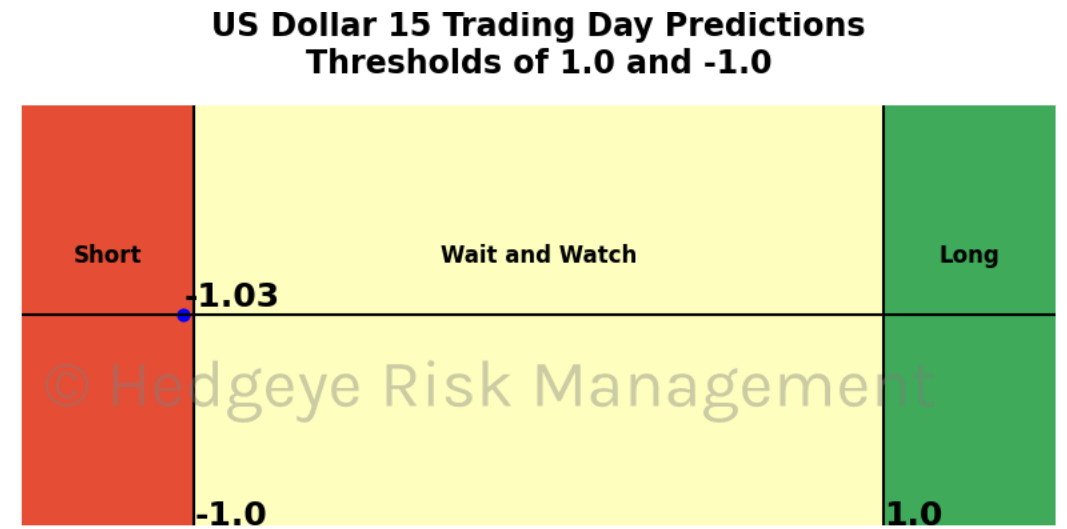 US Dollar 15 Trading Day Predictions
Thresholds of 1.0 and -1.0
Short
Wait and Watch
Long
-1.03
© Hedgeye Risk Management
-1.0
1.0